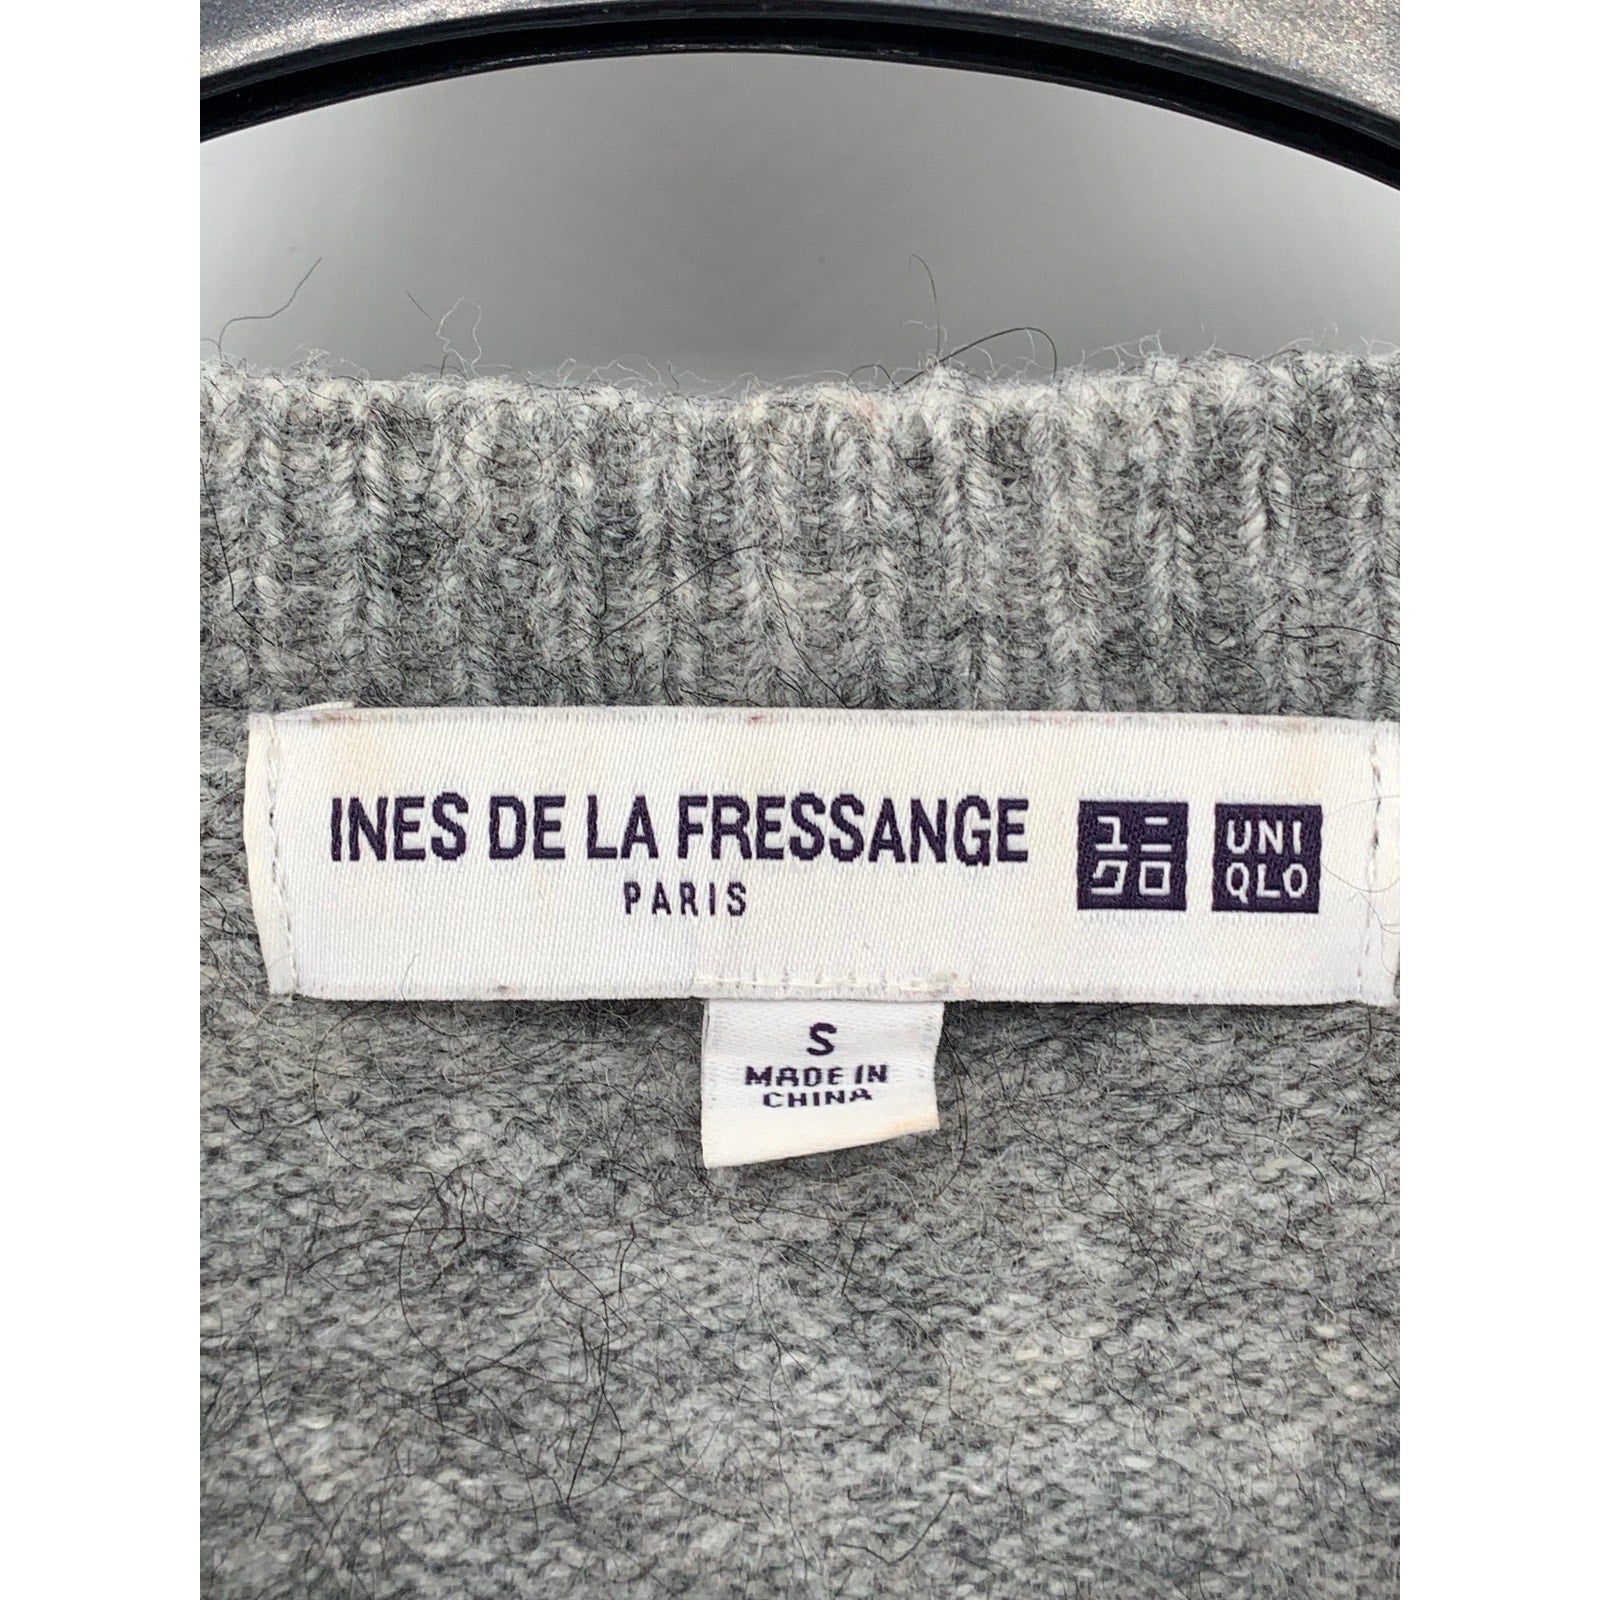 INES DE LA FRESSANGE
PARIS
ユニ
クロ
UNI
QLO
S
MADE IN
CHINA